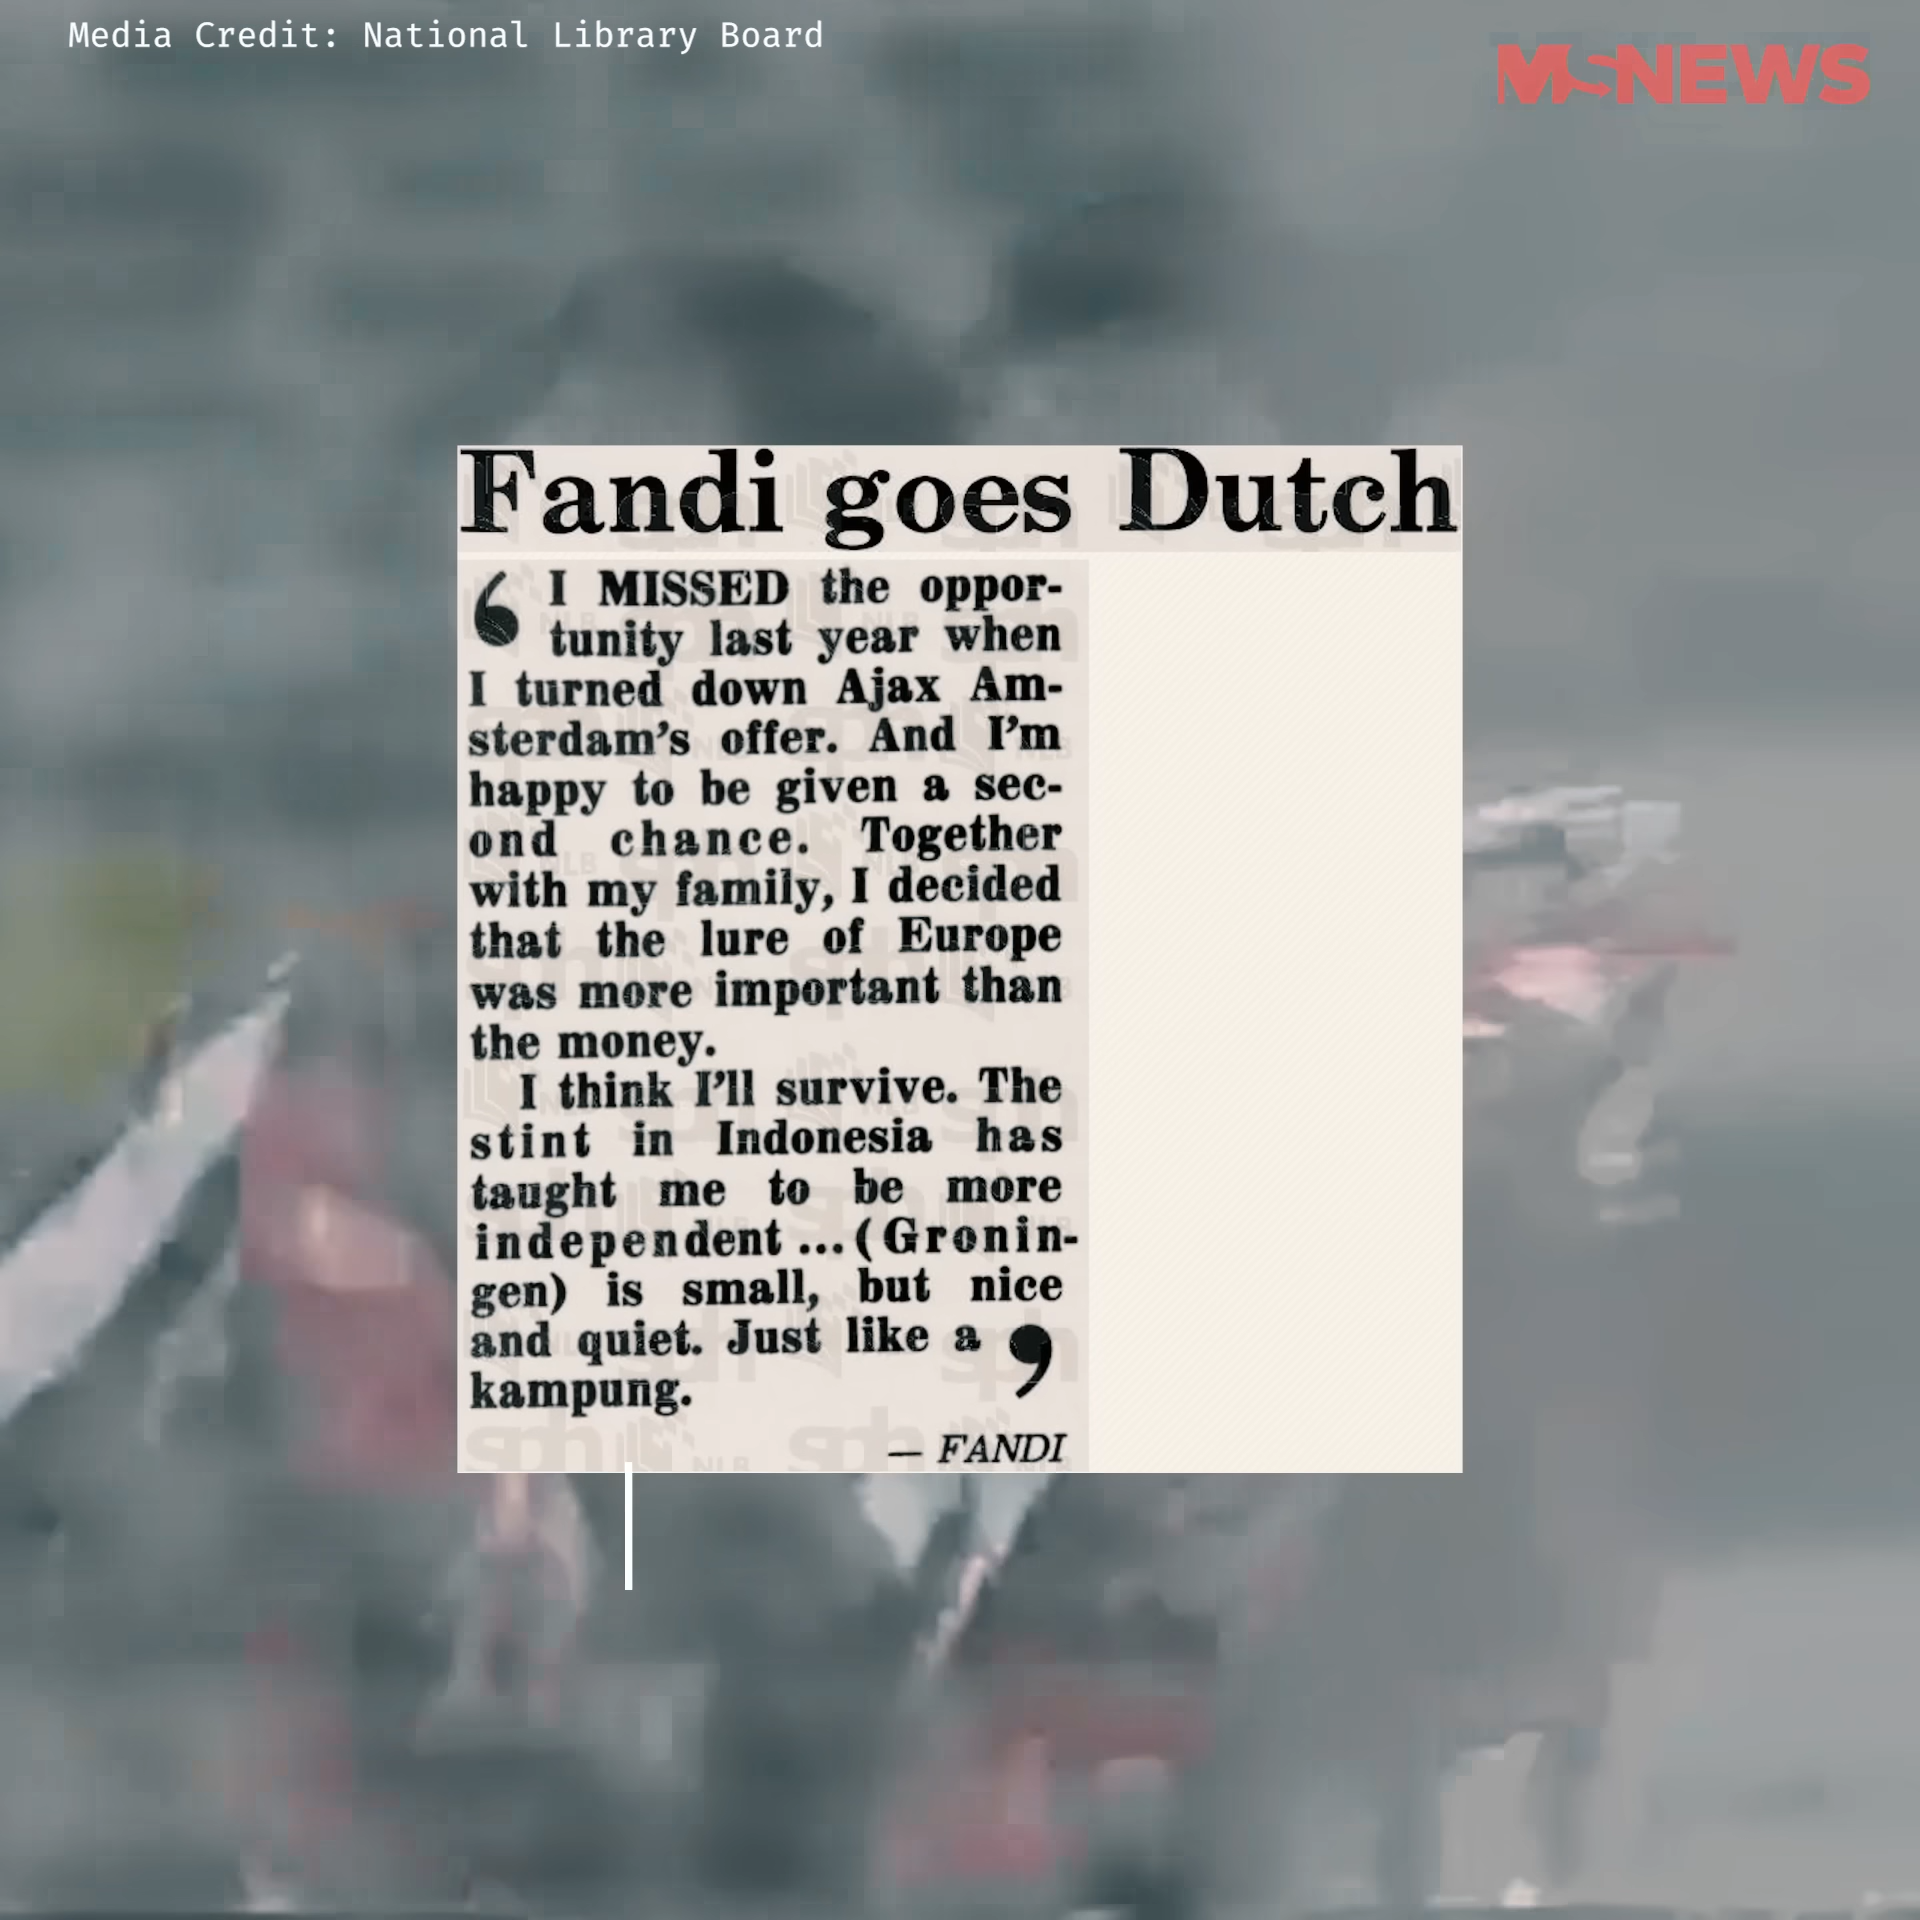 Media Credit: National Library Board
MSNEWS
Fandi goes Dutch
‘ I MISSED the oppor-
tunity last year when
I turned down Ajax Am-
sterdam’s offer. And I’m
happy to be given a sec-
ond chance. Together
with my family, I decided
that the lure of Europe
was more important than
the money.
I think I’ll survive. The
stint in Indonesia has
taught me to be more
independent ... (Gronin-
gen) is small, but nice
and quiet. Just like a
kampung. ’
— FANDI